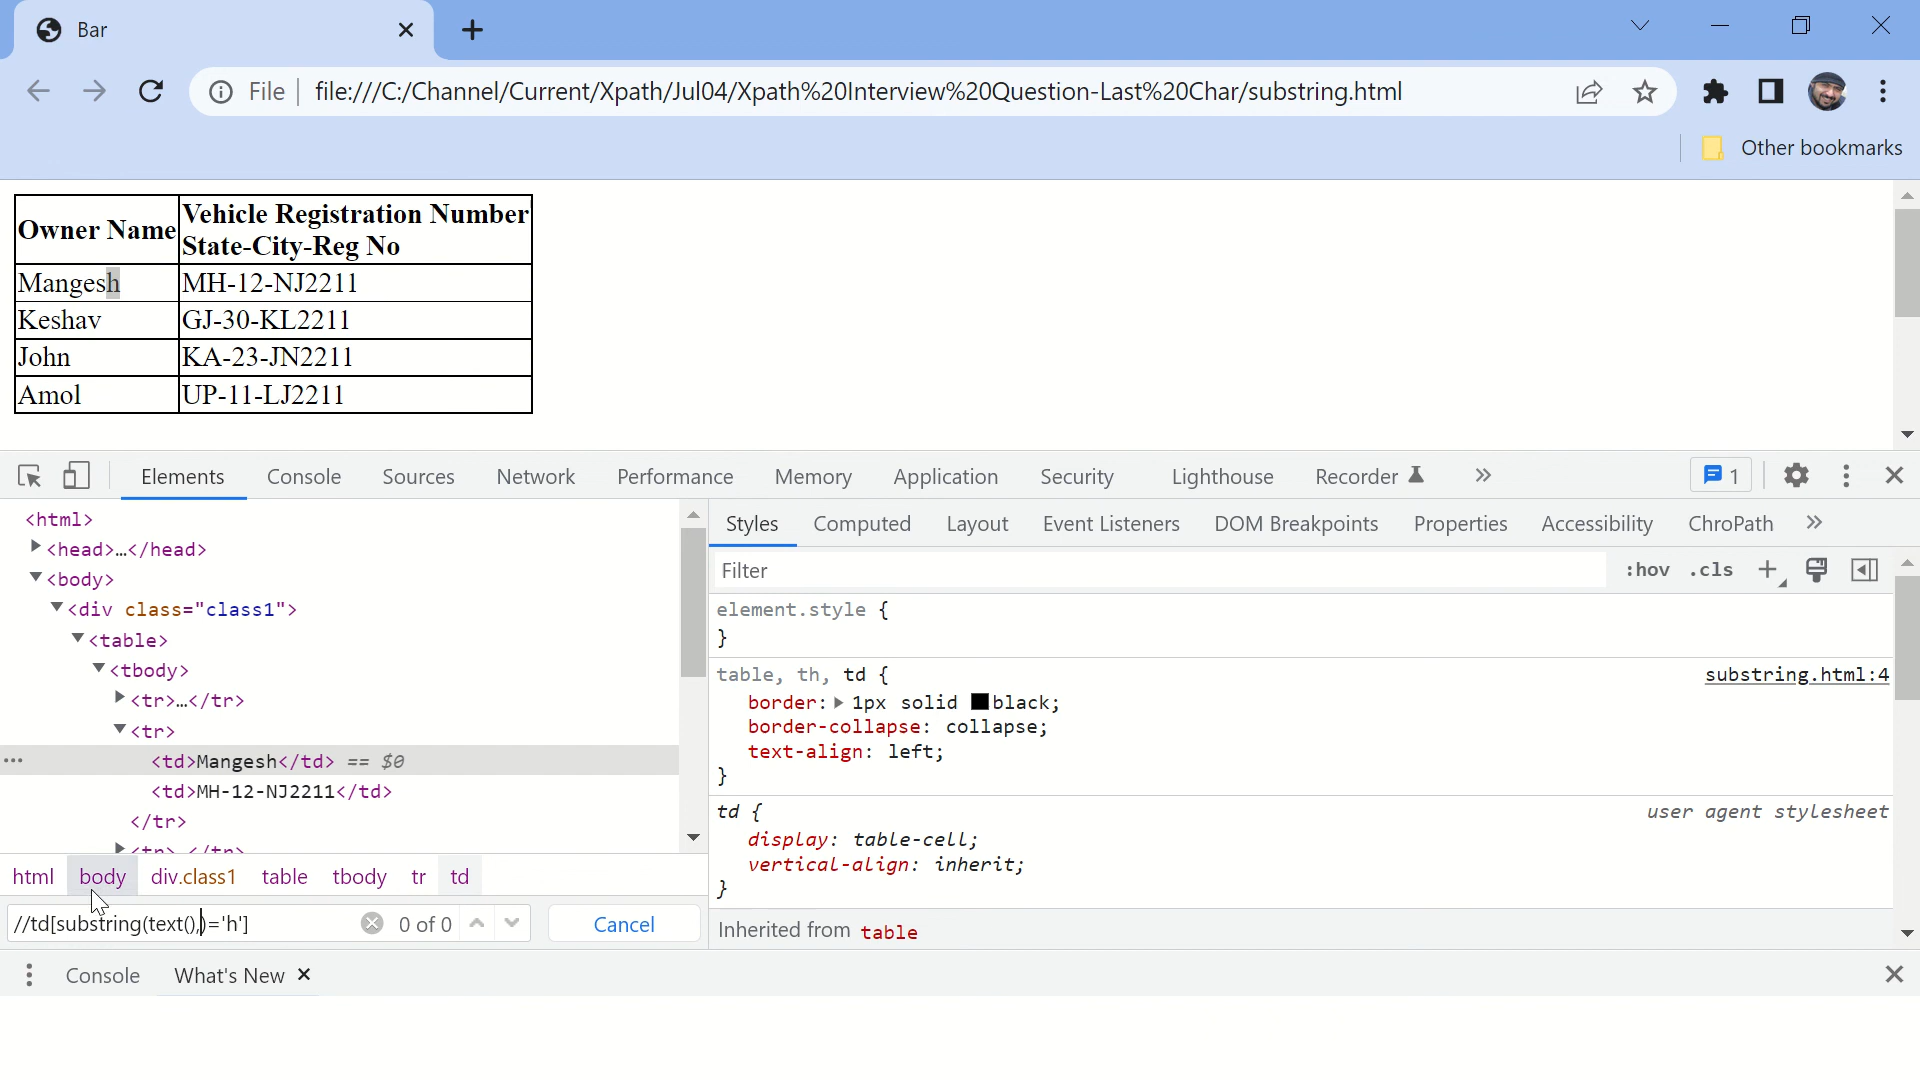 Bar
File
file:///C:/Channel/Current/Xpath/Jul04/Xpath%20Interview%20Question-Last%20Char/substring.html
Other bookmarks
Owner Name
Vehicle Registration Number
State-City-Reg No
Mangesh MH-12-NJ2211
Keshav GJ-30-KL2211
John KA-23-JN2211
Amol UP-11-LJ2211
Elements Console Sources Network Performance Memory Application Security Lighthouse Recorder 1
<html>
<head>…</head>
<body>
<div class="class1">
<table>
<tbody>
<tr>…</tr>
<tr>
<td>Mangesh</td> == $0
<td>MH-12-NJ2211</td>
</tr>
html body div.class1 table tbody tr td
//td[substring(text(),)='h'] 0 of 0 Cancel
Styles Computed Layout Event Listeners DOM Breakpoints Properties Accessibility ChroPath
Filter :hov .cls
element.style {
}
table, th, td { substring.html:4
border: 1px solid black;
border-collapse: collapse;
text-align: left;
}
td { user agent stylesheet
display: table-cell;
vertical-align: inherit;
}
Inherited from table
Console What's New